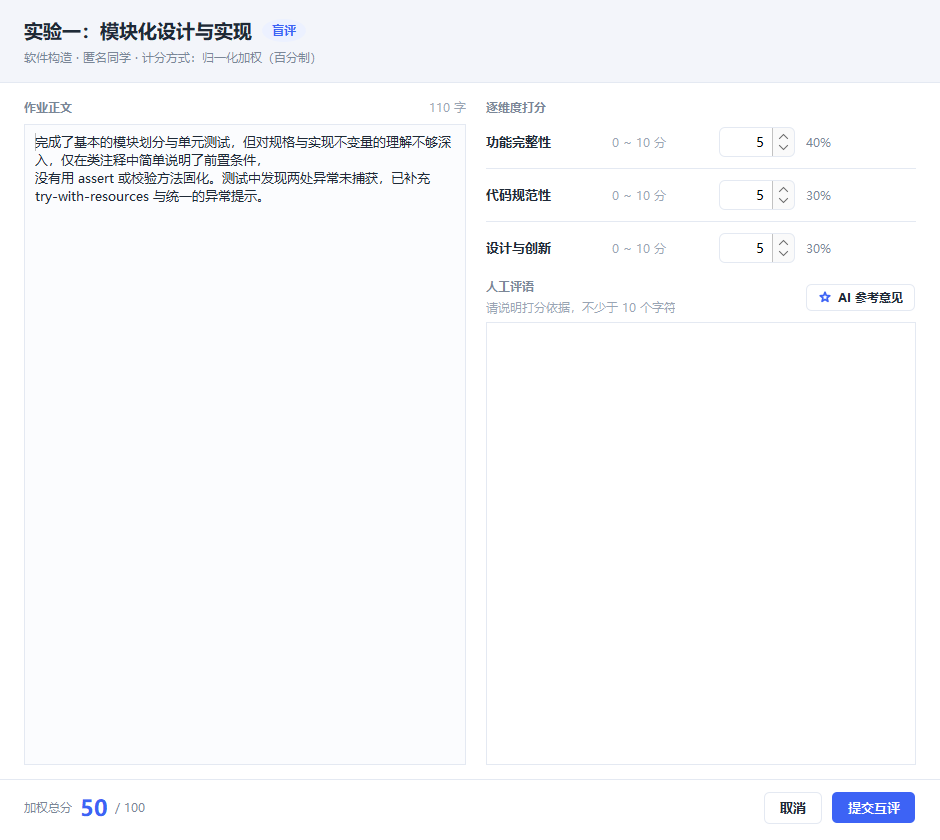 实验一：模块化设计与实现 盲评
软件构造 · 匿名同学 · 计分方式：归一化加权（百分制）
作业正文 110 字
完成了基本的模块划分与单元测试，但对规格与实现不变量的理解不够深
入，仅在类注释中简单说明了前置条件，
没有用 assert 或校验方法固化。测试中发现两处异常未捕获，已补充
try-with-resources 与统一的异常提示。
逐维度打分
功能完整性 0 ~ 10 分 5 40%
代码规范性 0 ~ 10 分 5 30%
设计与创新 0 ~ 10 分 5 30%
人工评语
请说明打分依据，不少于 10 个字符
AI 参考意见
加权总分 50 / 100
取消 提交互评